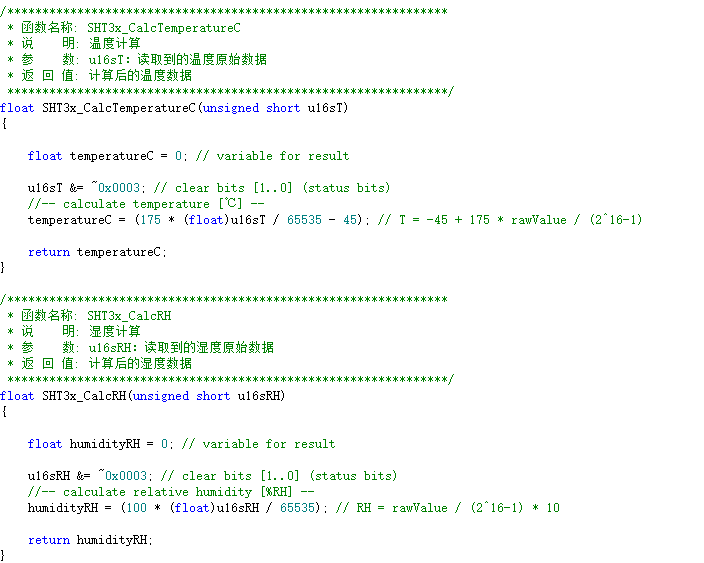 /***************************************************************
 * 函数名称: SHT3x_CalcTemperatureC
 * 说    明: 温度计算
 * 参    数: u16sT：读取到的温度原始数据
 * 返 回 值: 计算后的温度数据
 ***************************************************************/
float SHT3x_CalcTemperatureC(unsigned short u16sT)
{
    float temperatureC = 0; // variable for result
    u16sT &= ~0x0003; // clear bits [1..0] (status bits)
    //-- calculate temperature [℃] --
    temperatureC = (175 * (float)u16sT / 65535 - 45); // T = -45 + 175 * rawValue / (2^16-1)
    return temperatureC;
}
/***************************************************************
 * 函数名称: SHT3x_CalcRH
 * 说    明: 湿度计算
 * 参    数: u16sRH：读取到的湿度原始数据
 * 返 回 值: 计算后的湿度数据
 ***************************************************************/
float SHT3x_CalcRH(unsigned short u16sRH)
{
    float humidityRH = 0; // variable for result
    u16sRH &= ~0x0003; // clear bits [1..0] (status bits)
    //-- calculate relative humidity [%RH] --
    humidityRH = (100 * (float)u16sRH / 65535); // RH = rawValue / (2^16-1) * 10
    return humidityRH;
}